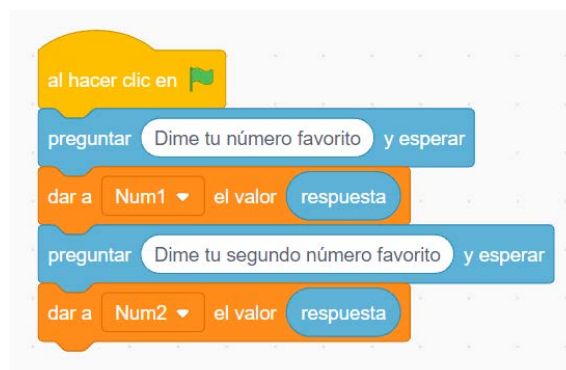 al hacer clic en
preguntar Dime tu número favorito y esperar
dar a Num1 el valor respuesta
preguntar Dime tu segundo número favorito y esperar
dar a Num2 el valor respuesta